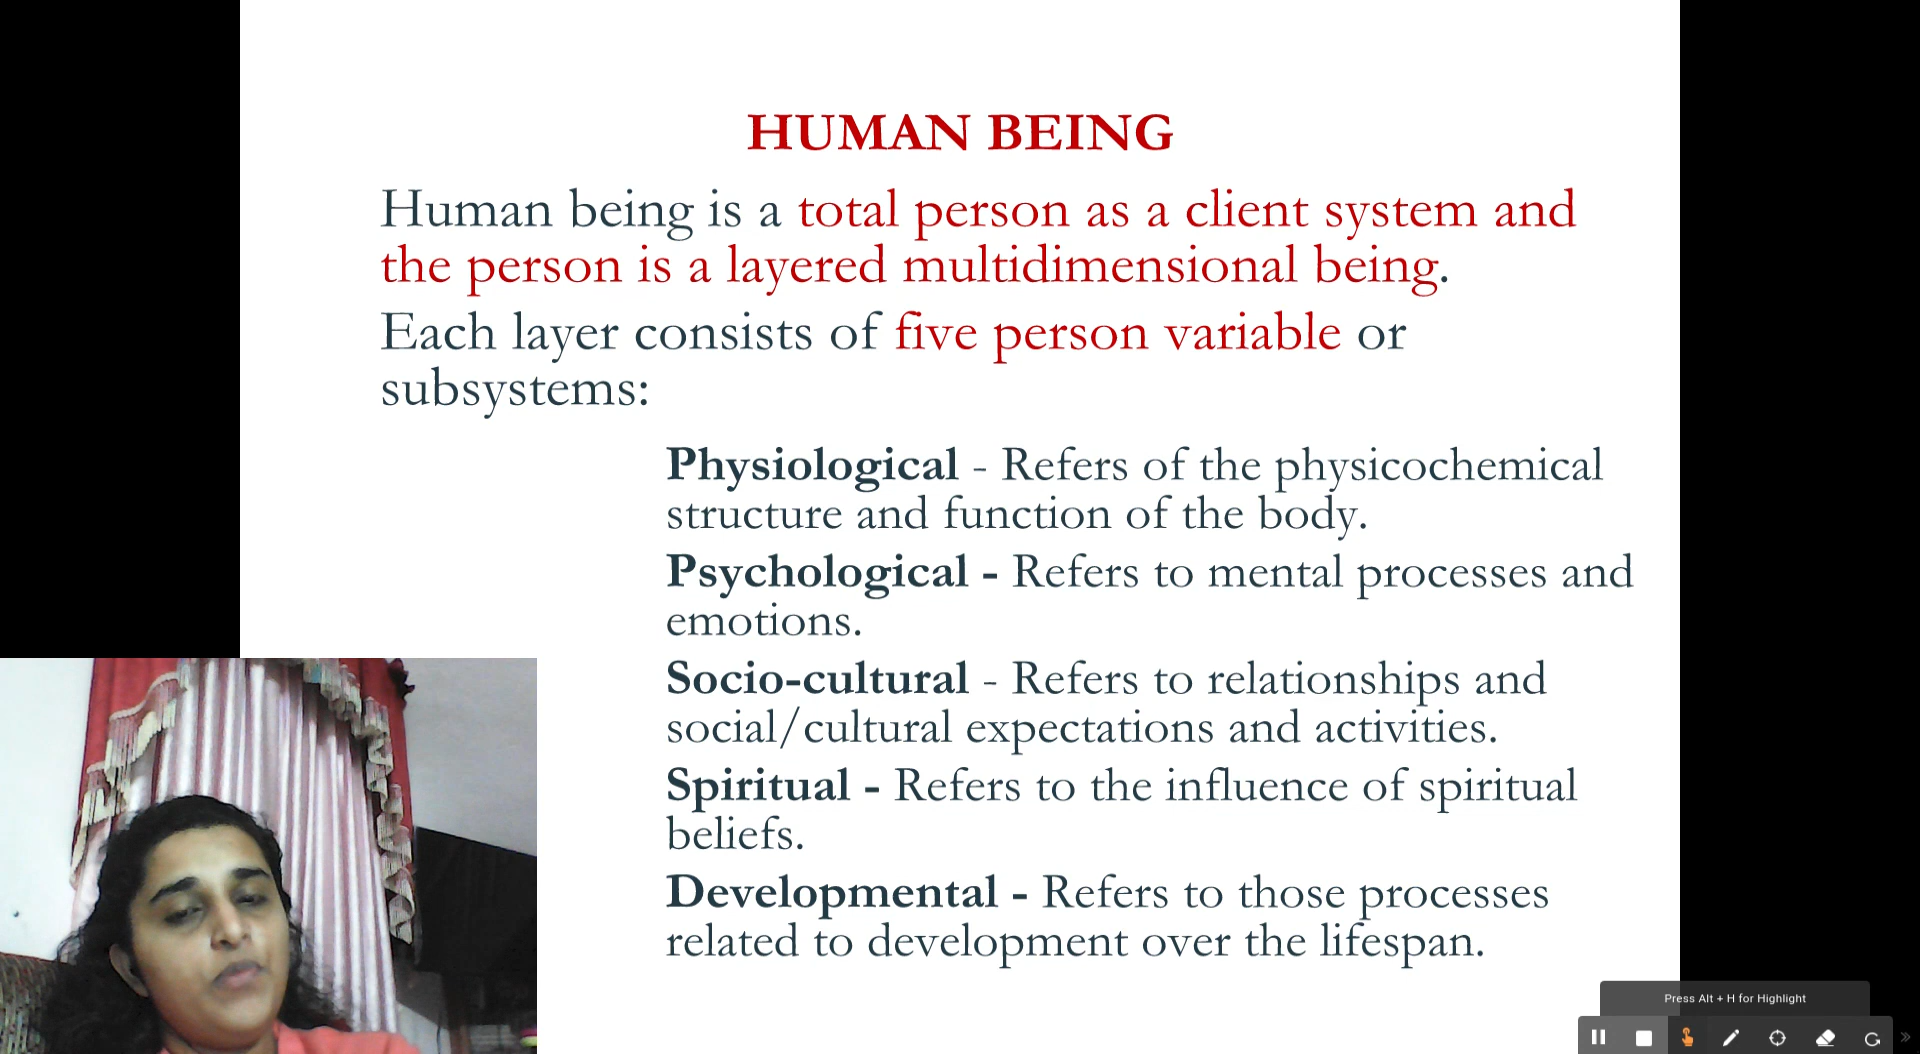 HUMAN BEING
Human being is a total person as a client system and
the person is a layered multidimensional being.
Each layer consists of five person variable or
subsystems:
Physiological - Refers of the physicochemical
structure and function of the body.
Psychological - Refers to mental processes and
emotions.
Socio-cultural - Refers to relationships and
social/cultural expectations and activities.
Spiritual - Refers to the influence of spiritual
beliefs.
Developmental - Refers to those processes
related to development over the lifespan.
Press Alt + H for Highlight